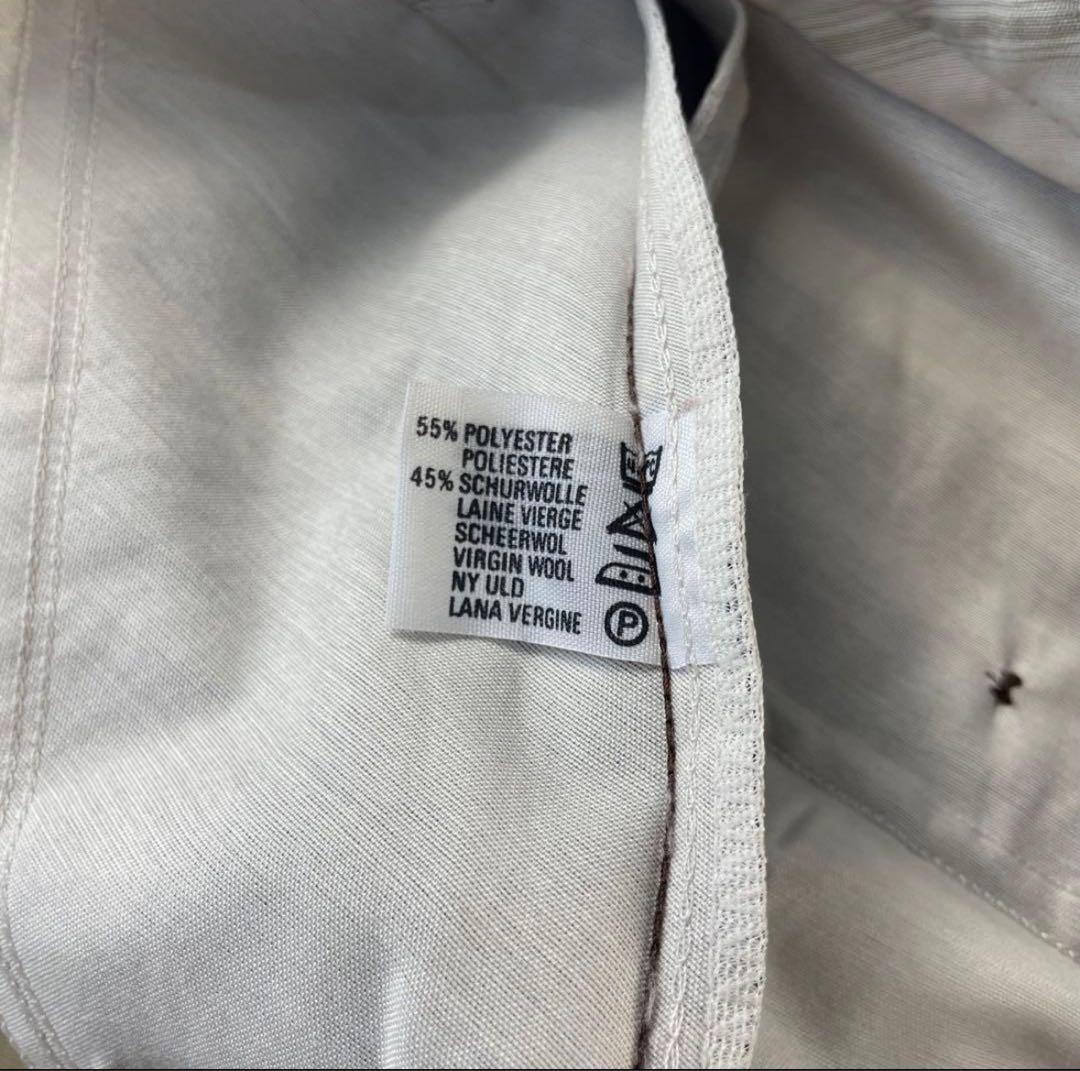 55% POLYESTER
POLIESTERE
45% SCHURWOLLE
LAINE VIERGE
SCHEERWOL
VIRGIN WOOL
NY ULD
LANA VERGINE
P